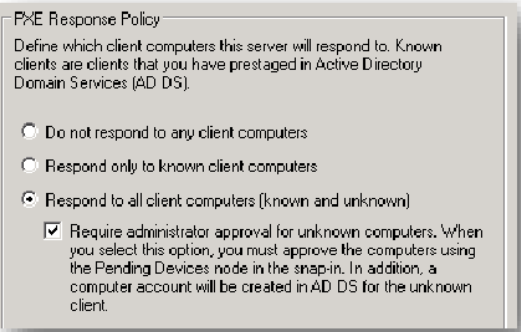 PXE Response Policy
Define which client computers this server will respond to. Known
clients are clients that you have prestaged in Active Directory
Domain Services (AD DS).
Do not respond to any client computers
Respond only to known client computers
Respond to all client computers (known and unknown)
Require administrator approval for unknown computers. When
you select this option, you must approve the computers using
the Pending Devices node in the snap-in. In addition, a
computer account will be created in AD DS for the unknown
client.